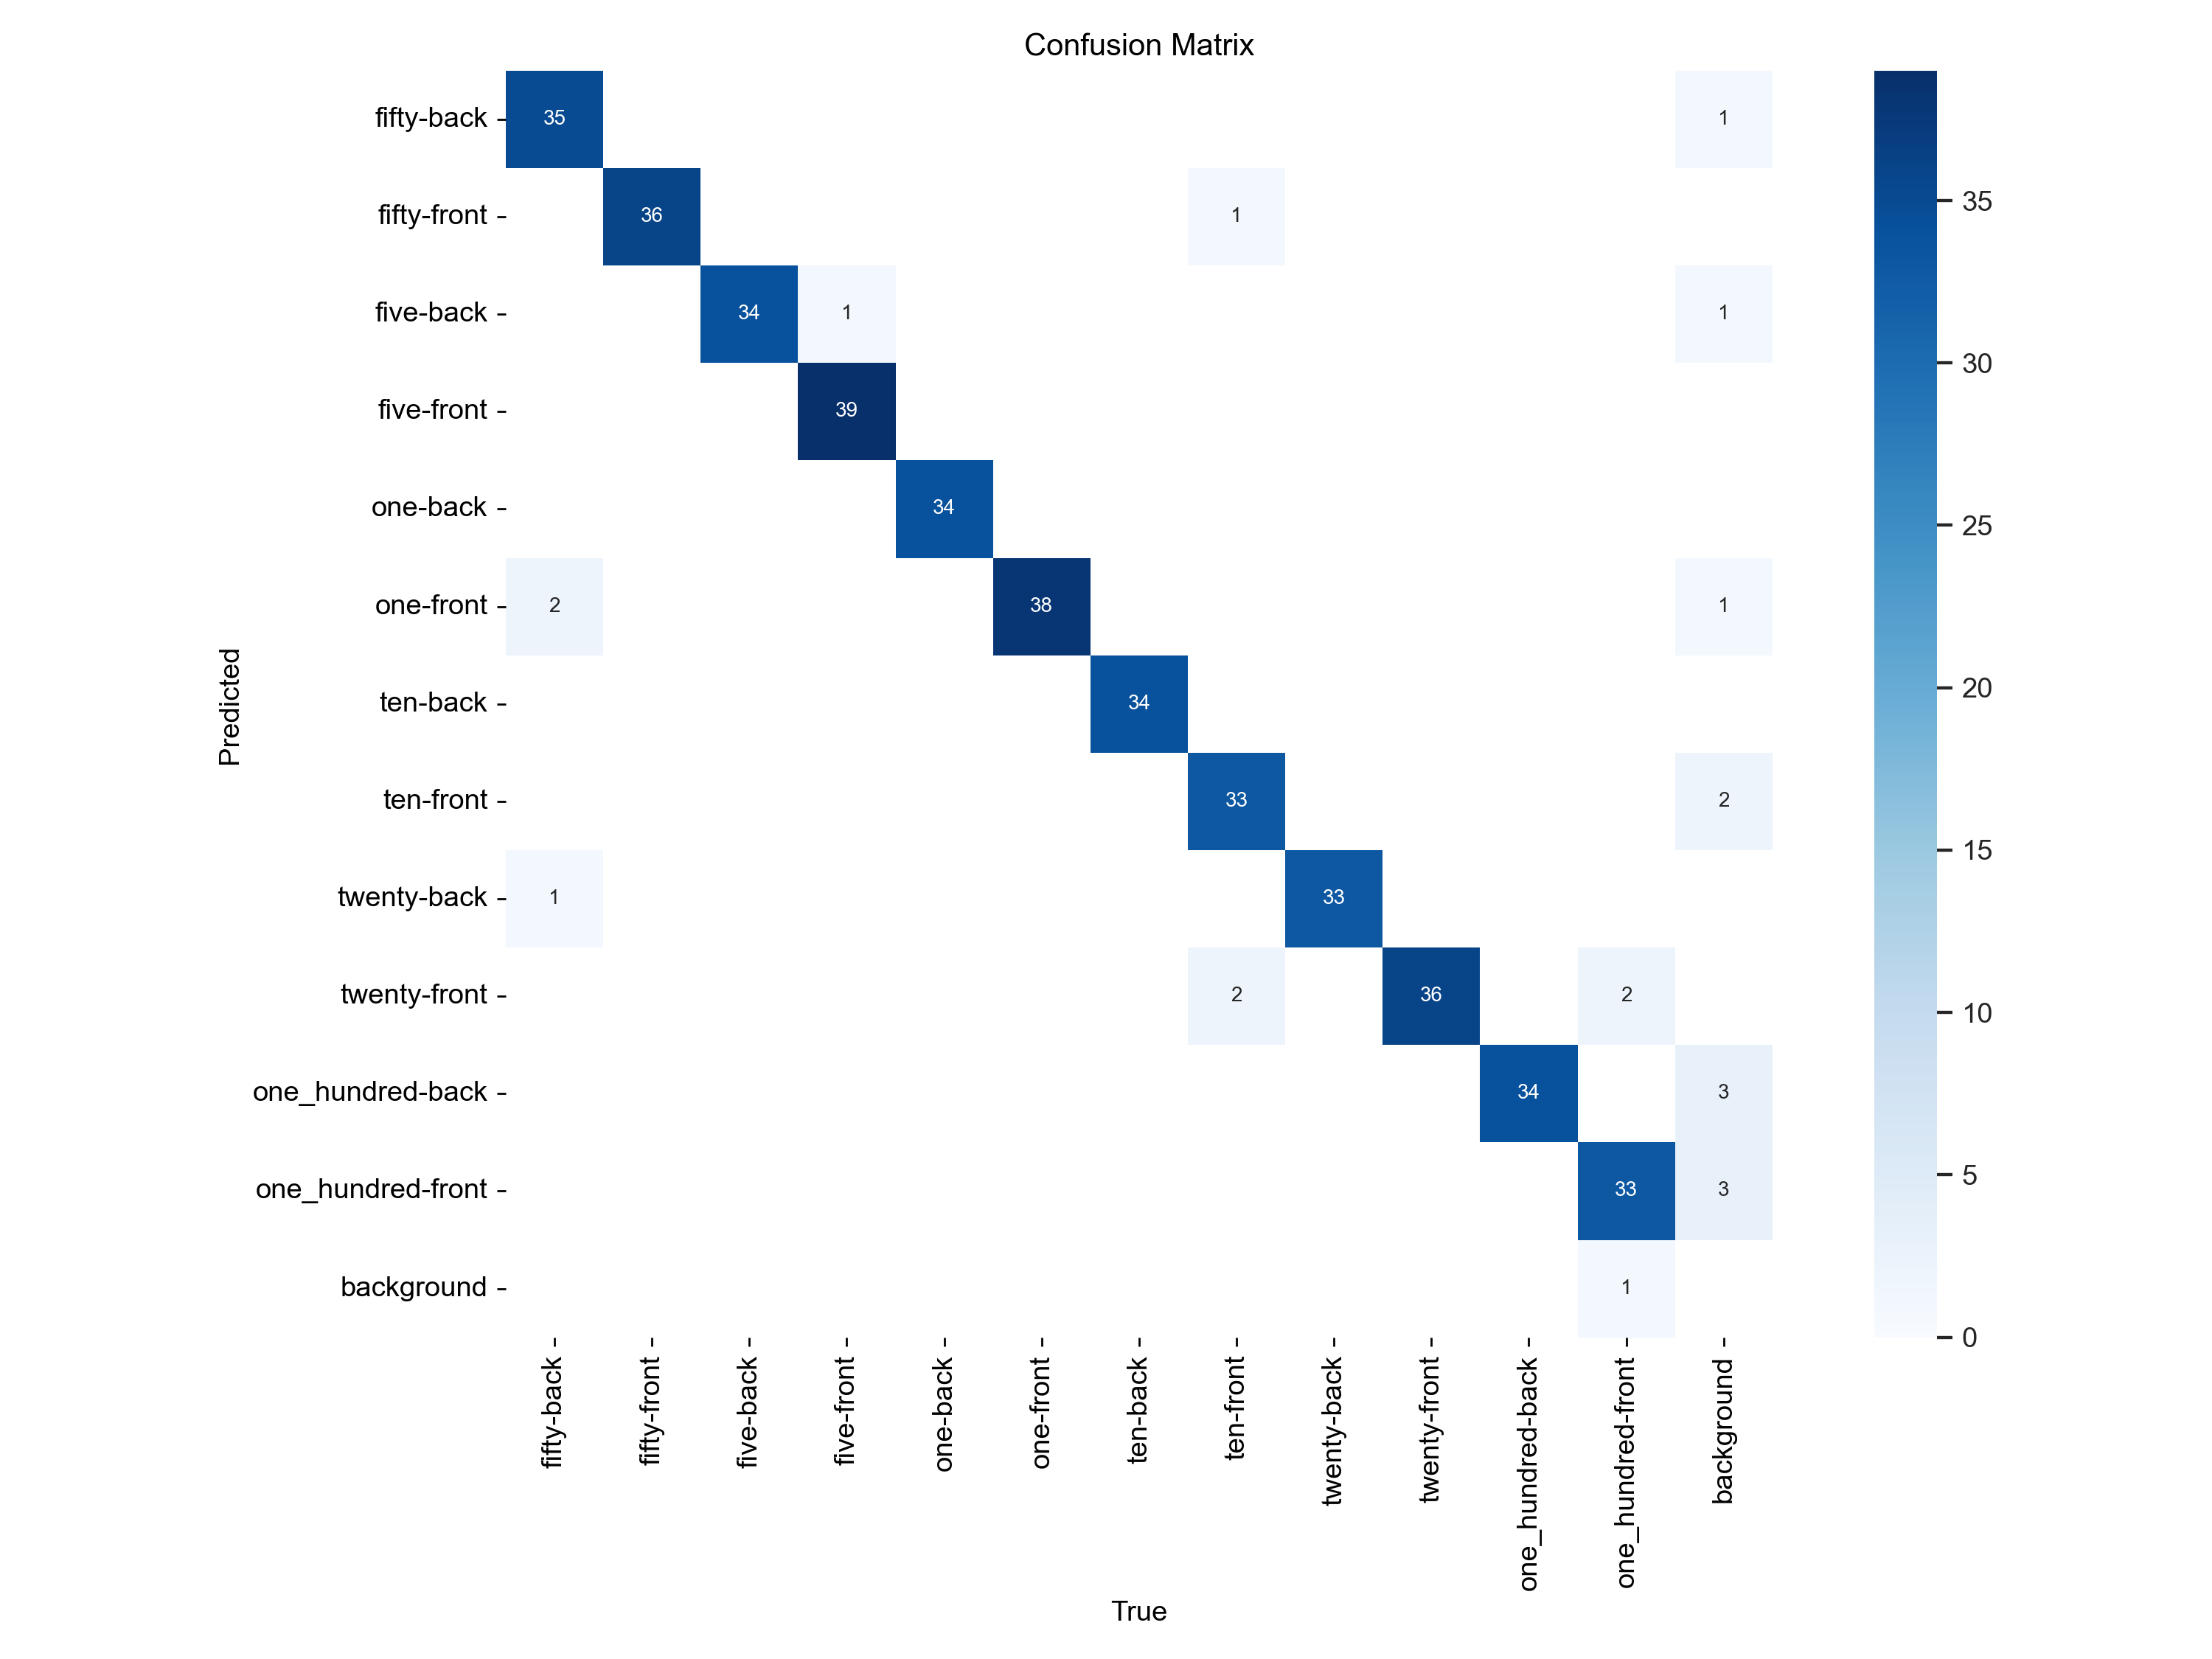 Confusion Matrix
fifty-back 35 1
fifty-front 36 1
five-back 34 1 1
five-front 39
one-back 34
one-front 2 38 1
ten-back 34
ten-front 33 2
twenty-back 1 33
twenty-front 2 36 2
one_hundred-back 34 3
one_hundred-front 33 3
background 1
Predicted
fifty-back
fifty-front
five-back
five-front
one-back
one-front
ten-back
ten-front
twenty-back
twenty-front
one_hundred-back
one_hundred-front
background
True
35
30
25
20
15
10
5
0